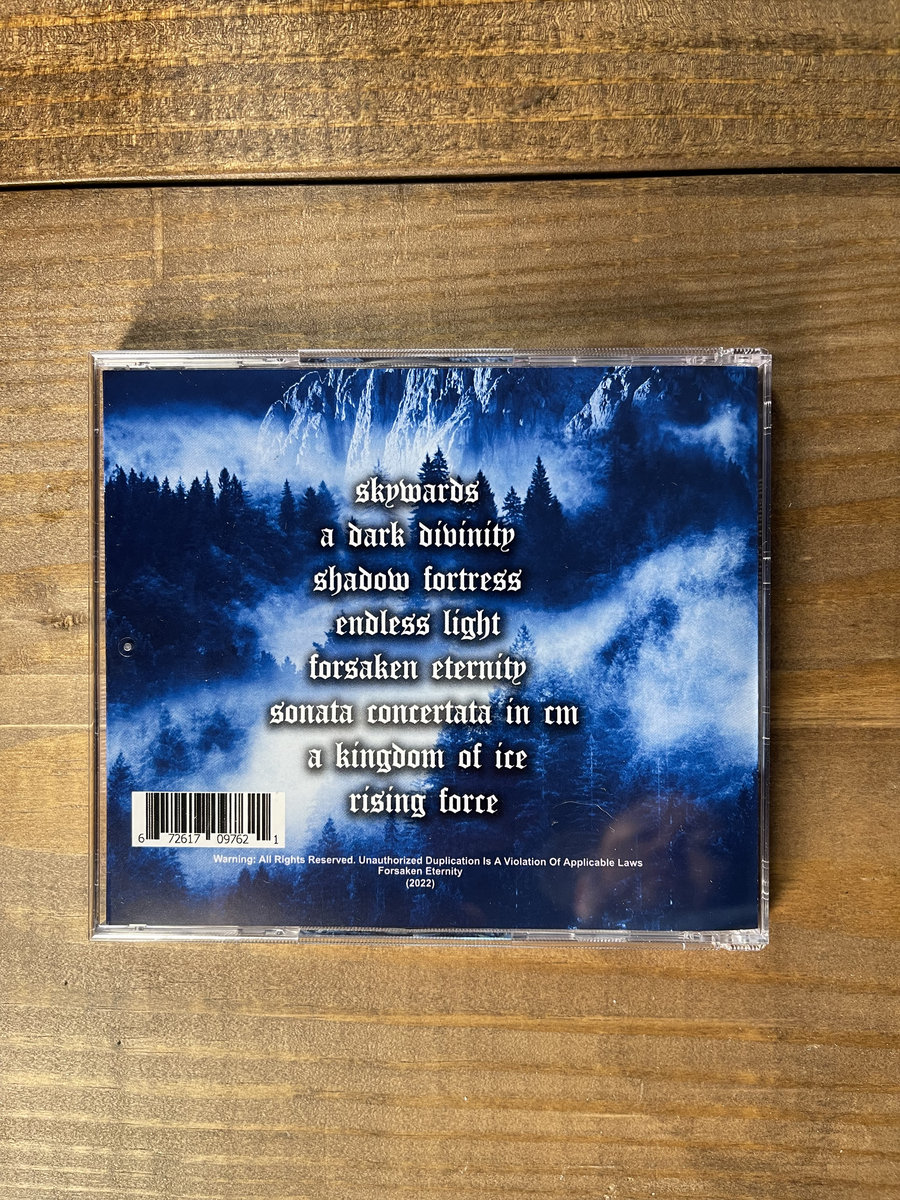 skywards
a dark divinity
shadow fortress
endless light
forsaken eternity
sonata concertata in cm
a kingdom of ice
rising force
6 72617 09762 1
Warning: All Rights Reserved. Unauthorized Duplication Is A Violation Of Applicable Laws
Forsaken Eternity
(2022)